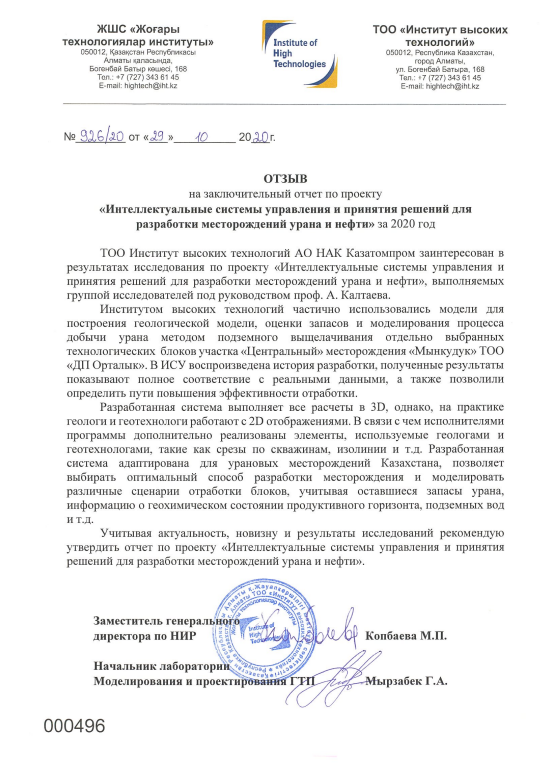 ЖШС «Жоғары
технологиялар институты»
050012, Қазақстан Республикасы
Алматы қаласында,
Богенбай Батыр көшесі, 168
Тел.: +7 (727) 343 61 45
E-mail: hightech@iht.kz
Institute of
High
Technologies
ТОО «Институт высоких
технологий»
050012, Республика Казахстан,
город Алматы,
ул. Богенбай Батыра, 168
Тел.: +7 (727) 343 61 45
E-mail: hightech@iht.kz
№ 926/20 от «29» 10 2020г.
ОТЗЫВ
на заключительный отчет по проекту
«Интеллектуальные системы управления и принятия решений для
разработки месторождений урана и нефти» за 2020 год
ТОО Институт высоких технологий АО НАК Казатомпром заинтересован в
результатах исследования по проекту «Интеллектуальные системы управления и
принятия решений для разработки месторождений урана и нефти», выполняемых
группой исследователей под руководством проф. А. Калтаева.
Институтом высоких технологий частично использовались модели для
построения геологической модели, оценки запасов и моделирования процесса
добычи урана методом подземного выщелачивания отдельно выбранных
технологических блоков участка «Центральный» месторождения «Мынкудук» ТОО
«ДП Орталык». В ИСУ воспроизведена история разработки, полученные результаты
показывают полное соответствие с реальными данными, а также позволили
определить пути повышения эффективности отработки.
Разработанная система выполняет все расчеты в 3D, однако, на практике
геологи и геотехнологи работают с 2D отображениями. В связи с чем исполнителями
программы дополнительно реализованы элементы, используемые геологами и
геотехнологами, такие как срезы по скважинам, изолинии и т.д. Разработанная
система адаптирована для урановых месторождений Казахстана, позволяет
выбирать оптимальный способ разработки месторождения и моделировать
различные сценарии отработки блоков, учитывая оставшиеся запасы урана,
информацию о геохимическом состоянии продуктивного горизонта, подземных вод
и т.д.
Учитывая актуальность, новизну и результаты исследований рекомендую
утвердить отчет по проекту «Интеллектуальные системы управления и принятия
решений для разработки месторождений урана и нефти».
Заместитель генерального
директора по НИР Копбаева М.П.
Institute of
High
Technologies
Начальник лаборатории
Моделирования и проектирования ГТП Мырзабек Г.А.
000496